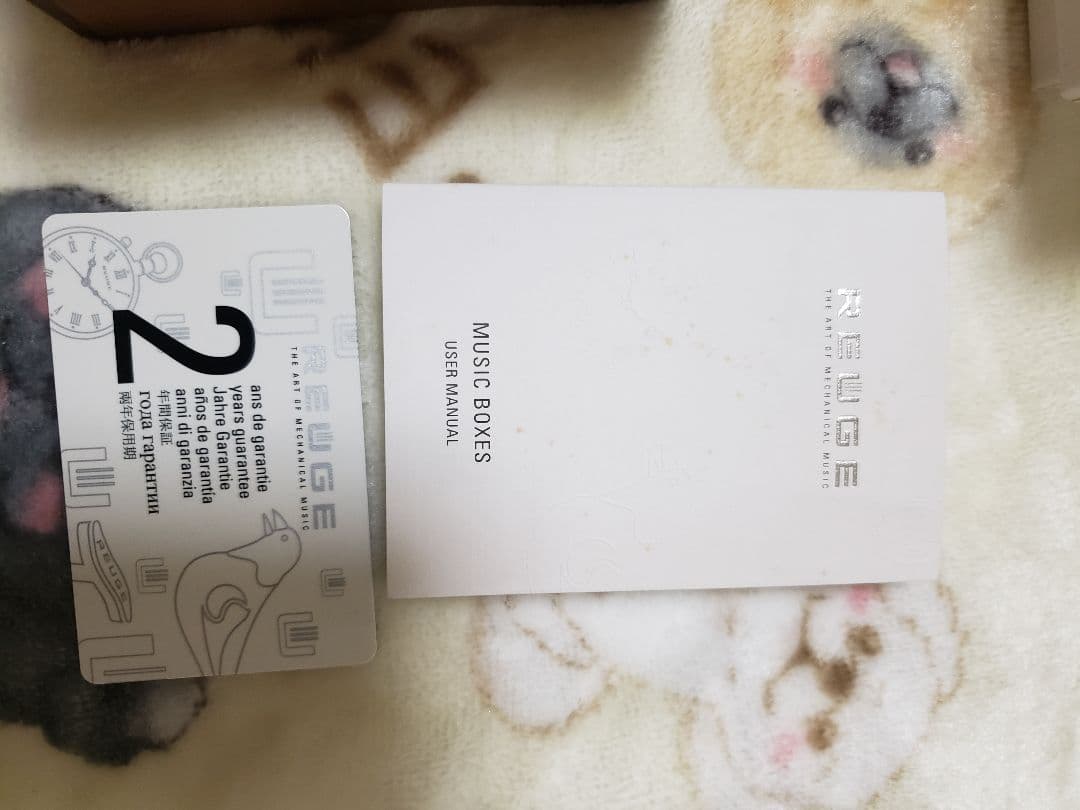 REUGE
THE ART OF MECHANICAL MUSIC
MUSIC BOXES
USER MANUAL
REUGE
THE ART OF MECHANICAL MUSIC
2
ans de garantie
years guarantee
Jahre Garantie
años de garantía
anni di garanzia
年間保証
года гарантии
兩年保用期
REUGE